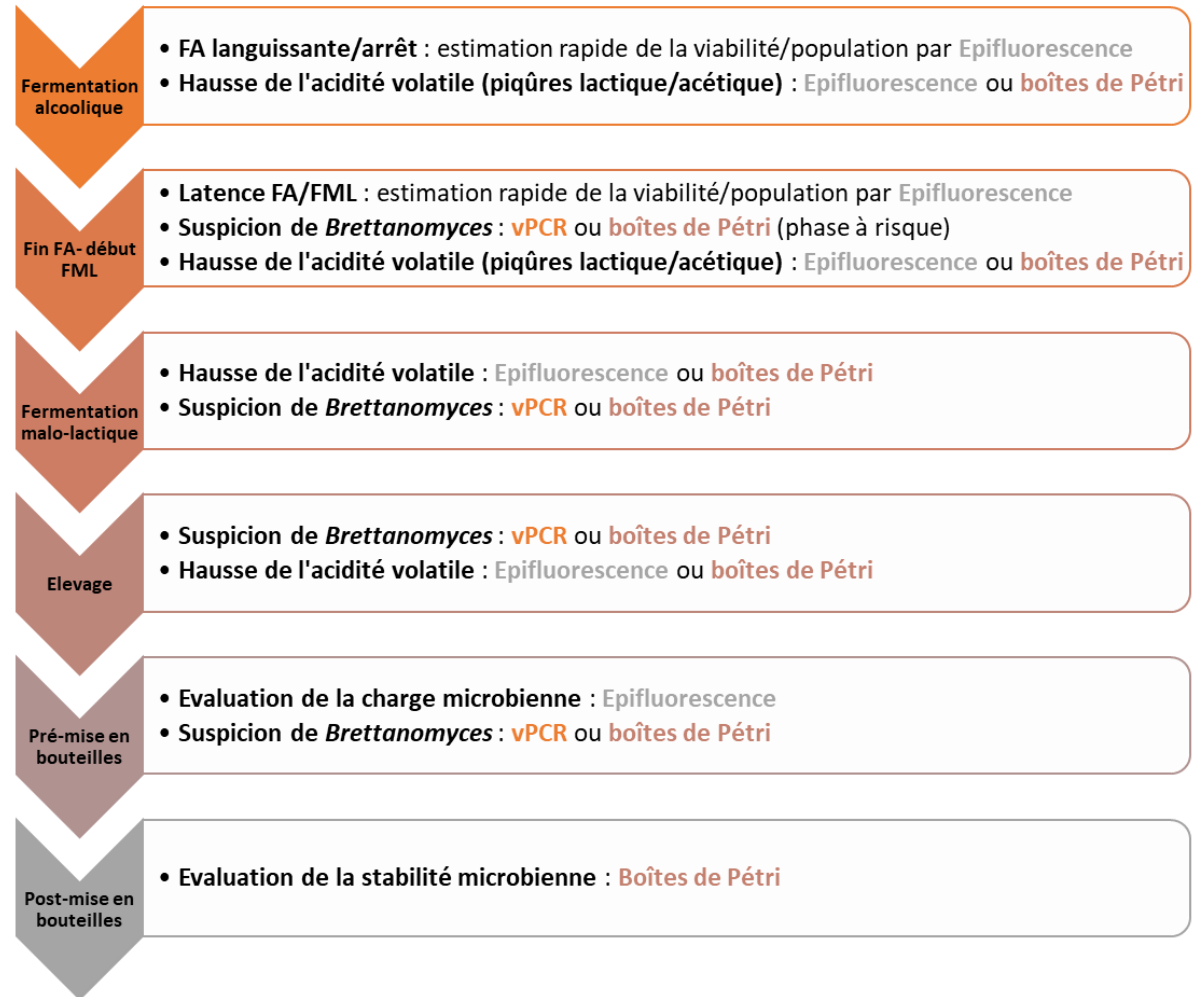 Fermentation
alcoolique
• FA languissante/arrêt : estimation rapide de la viabilité/population par Epifluorescence
• Hausse de l'acidité volatile (piqûres lactique/acétique) : Epifluorescence ou boîtes de Pétri
Fin FA- début
FML
• Latence FA/FML : estimation rapide de la viabilité/population par Epifluorescence
• Suspicion de Brettanomyces : vPCR ou boîtes de Pétri (phase à risque)
• Hausse de l'acidité volatile (piqûres lactique/acétique) : Epifluorescence ou boîtes de Pétri
Fermentation
malo-lactique
• Hausse de l'acidité volatile : Epifluorescence ou boîtes de Pétri
• Suspicion de Brettanomyces : vPCR ou boîtes de Pétri
Elevage
• Suspicion de Brettanomyces : vPCR ou boîtes de Pétri
• Hausse de l'acidité volatile : Epifluorescence ou boîtes de Pétri
Pré-mise en
bouteilles
• Evaluation de la charge microbienne : Epifluorescence
• Suspicion de Brettanomyces : vPCR ou boîtes de Pétri
Post-mise en
bouteilles
• Evaluation de la stabilité microbienne : Boîtes de Pétri